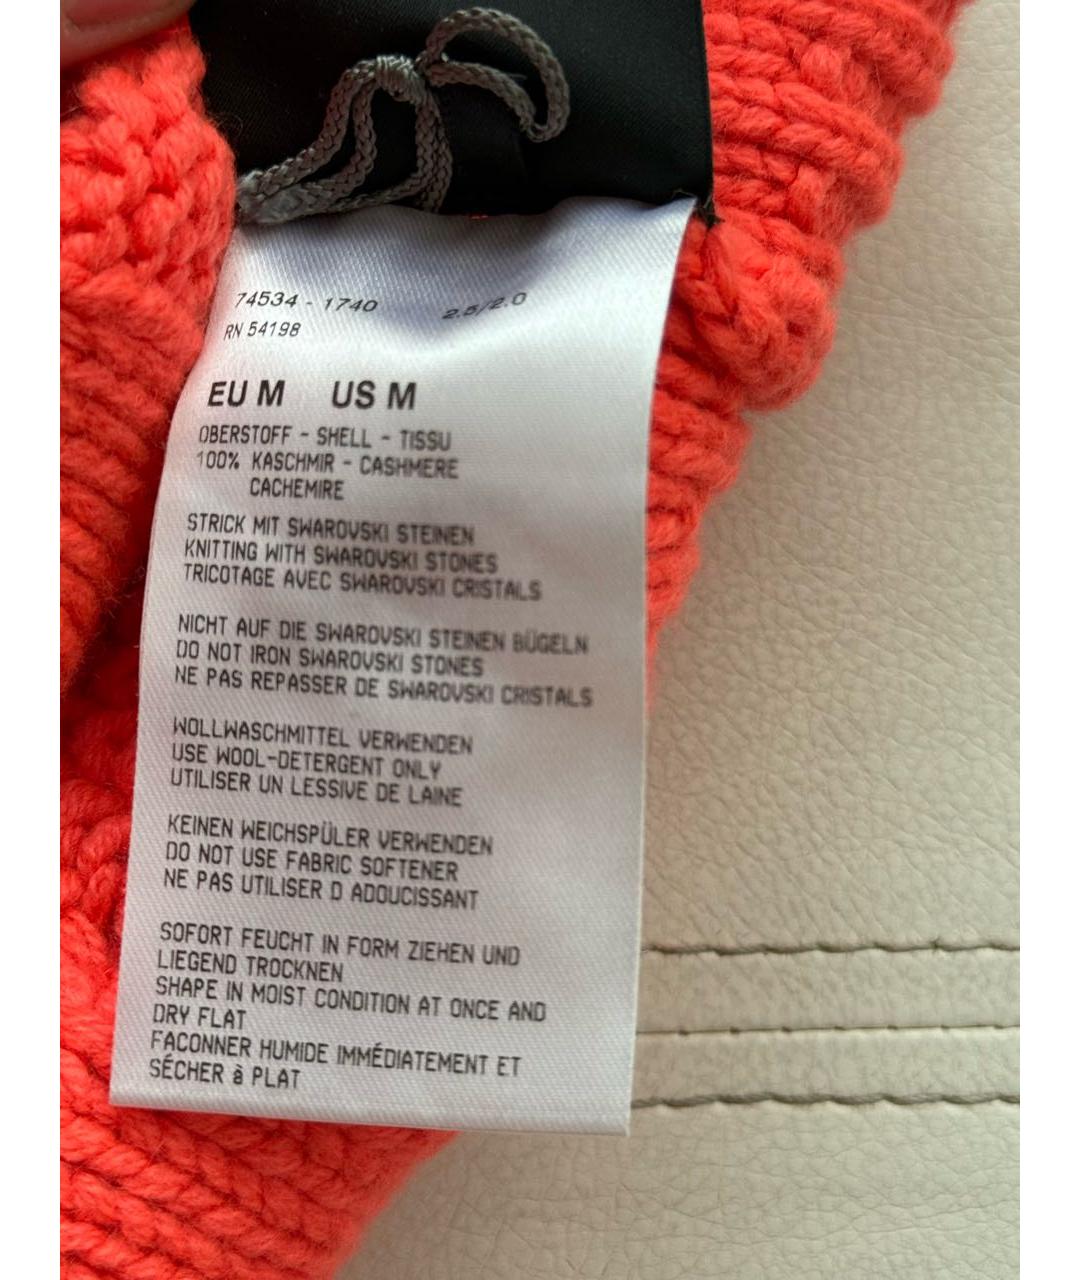 74534 - 1740 2.5/2.0
RN 54198
EU M US M
OBERSTOFF - SHELL - TISSU
100% KASCHMIR - CASHMERE
CACHEMIRE
STRICK MIT SWAROVSKI STEINEN
KNITTING WITH SWAROVSKI STONES
TRICOTAGE AVEC SWAROVSKI CRISTALS
NICHT AUF DIE SWAROVSKI STEINEN BÜGELN
DO NOT IRON SWAROVSKI STONES
NE PAS REPASSER DE SWAROVSKI CRISTALS
WOLLWASCHMITTEL VERWENDEN
USE WOOL-DETERGENT ONLY
UTILISER UN LESSIVE DE LAINE
KEINEN WEICHSPÜLER VERWENDEN
DO NOT USE FABRIC SOFTENER
NE PAS UTILISER D ADOUCISSANT
SOFORT FEUCHT IN FORM ZIEHEN UND
LIEGEND TROCKNEN
SHAPE IN MOIST CONDITION AT ONCE AND
DRY FLAT
FACONNER HUMIDE IMMÉDIATEMENT ET
SÉCHER à PLAT